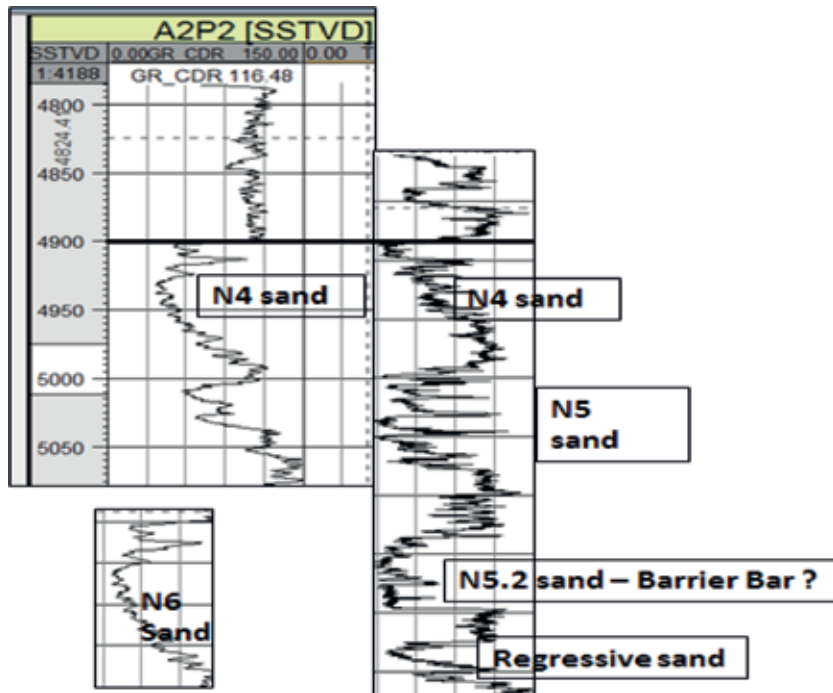 A2P2 [SSTVD]
SSTVD 0.00 GR_CDR 150.00 0.00 T
1:4188 GR_CDR 116.48
4800
4824.41
4850
4900
N4 sand
N4 sand
4950
5000
N5
sand
5050
N5.2 sand – Barrier Bar ?
N6
Sand
Regressive sand